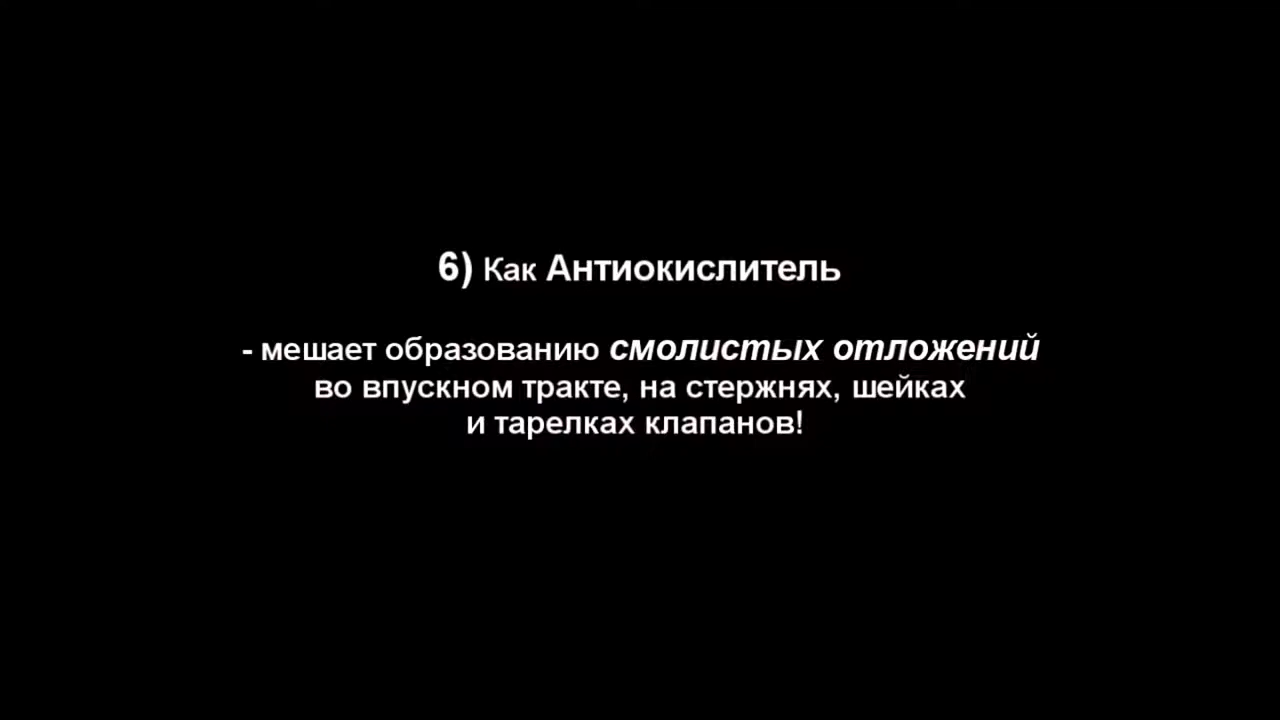 6) Как Антиокислитель
- мешает образованию смолистых отложений
во впускном тракте, на стержнях, шейках
и тарелках клапанов!